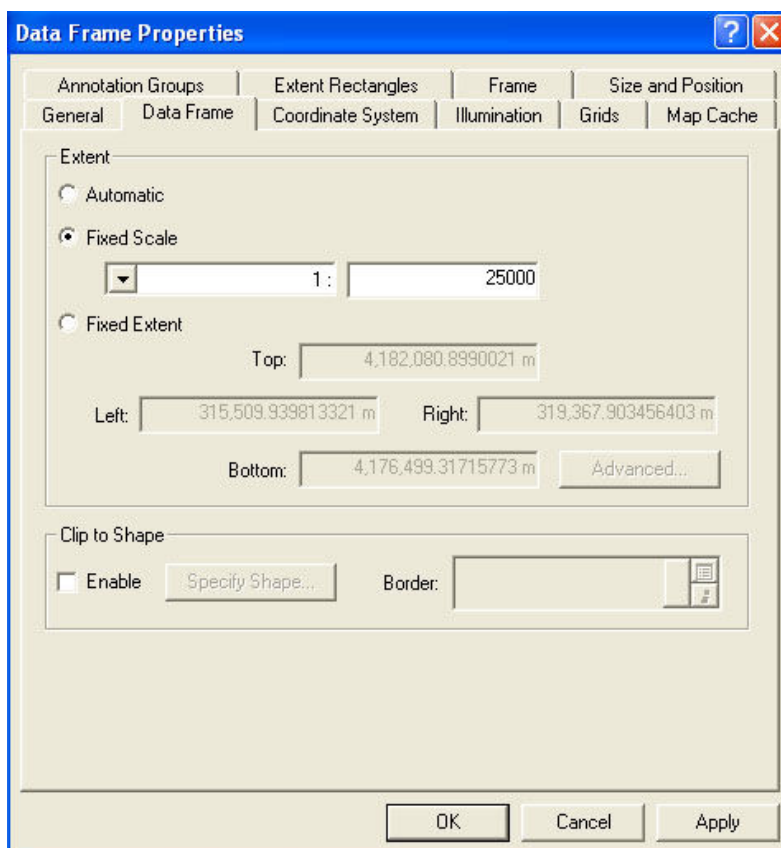 Data Frame Properties
Annotation Groups Extent Rectangles Frame Size and Position
General Data Frame Coordinate System Illumination Grids Map Cache
Extent
Automatic
Fixed Scale
1 : 25000
Fixed Extent
Top: 4,182,080.8990021 m
Left: 315,509.939813321 m Right: 319,367.903456403 m
Bottom: 4,176,499.31715773 m Advanced...
Clip to Shape
Enable Specify Shape... Border:
OK Cancel Apply